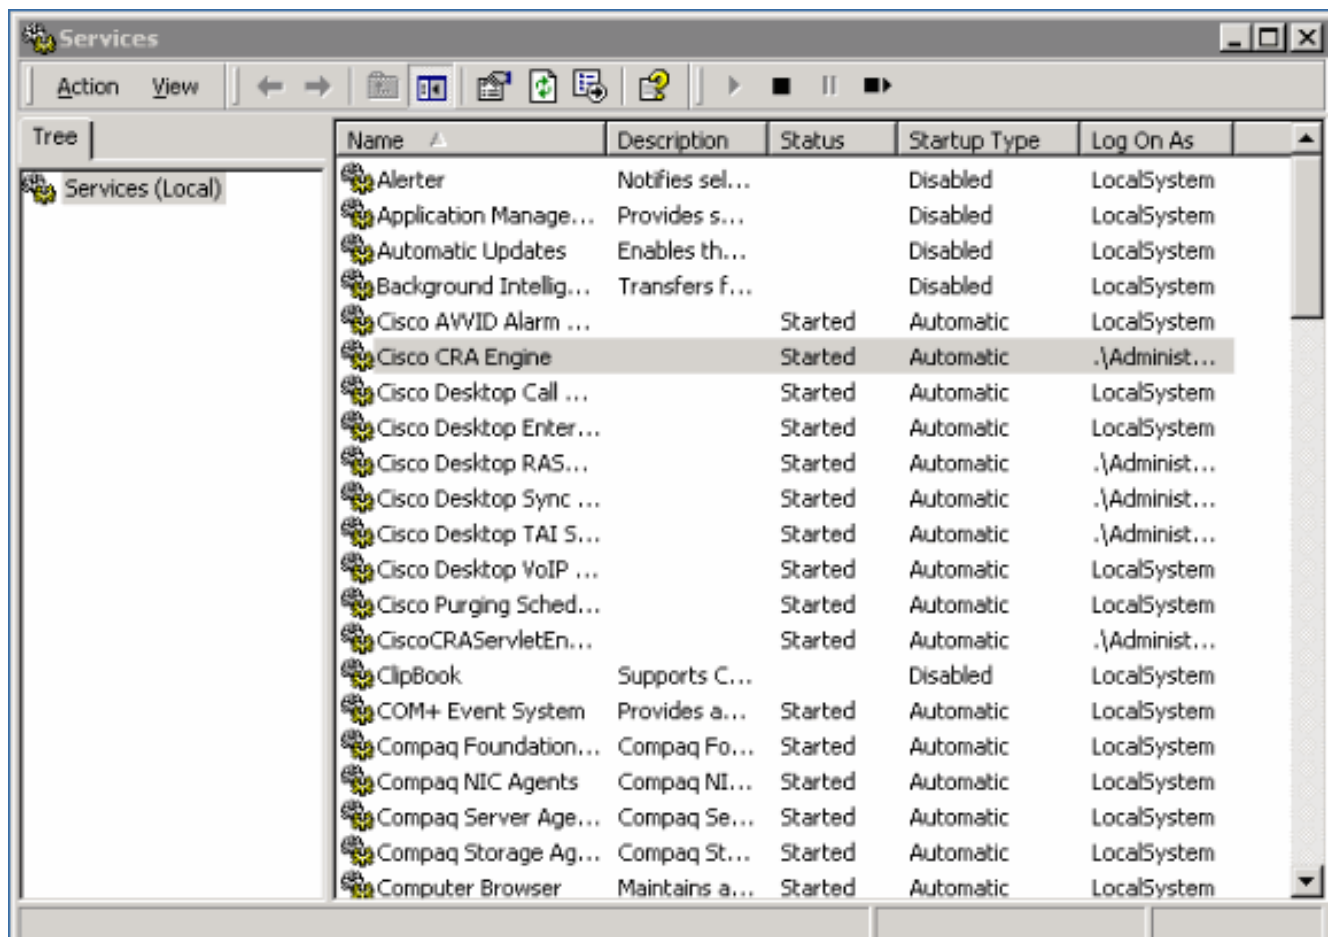 Services
Action View
Tree
Services (Local)
Name Description Status Startup Type Log On As
Alerter Notifies sel... Disabled LocalSystem
Application Manage... Provides s... Disabled LocalSystem
Automatic Updates Enables th... Disabled LocalSystem
Background Intellig... Transfers f... Disabled LocalSystem
Cisco AVVID Alarm ... Started Automatic LocalSystem
Cisco CRA Engine Started Automatic .\Administ...
Cisco Desktop Call ... Started Automatic LocalSystem
Cisco Desktop Enter... Started Automatic LocalSystem
Cisco Desktop RAS... Started Automatic .\Administ...
Cisco Desktop Sync ... Started Automatic .\Administ...
Cisco Desktop TAI S... Started Automatic .\Administ...
Cisco Desktop VoIP ... Started Automatic LocalSystem
Cisco Purging Sched... Started Automatic LocalSystem
CiscoCRAServletEn... Started Automatic .\Administ...
ClipBook Supports C... Disabled LocalSystem
COM+ Event System Provides a... Started Automatic LocalSystem
Compaq Foundation... Compaq Fo... Started Automatic LocalSystem
Compaq NIC Agents Compaq NI... Started Automatic LocalSystem
Compaq Server Age... Compaq Se... Started Automatic LocalSystem
Compaq Storage Ag... Compaq St... Started Automatic LocalSystem
Computer Browser Maintains a... Started Automatic LocalSystem